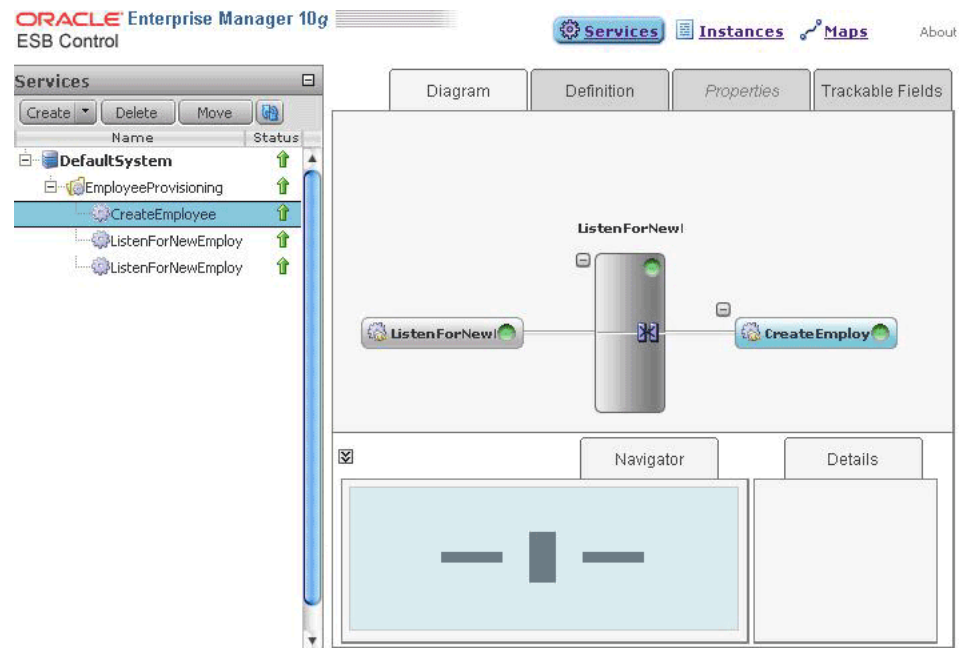 ORACLE Enterprise Manager 10g
ESB Control
Services Instances Maps About
Services
Create Delete Move
Name Status
DefaultSystem
EmployeeProvisioning
CreateEmployee
ListenForNewEmploy
ListenForNewEmploy
Diagram Definition Properties Trackable Fields
ListenForNewI
ListenForNewI
CreateEmploy
Navigator Details